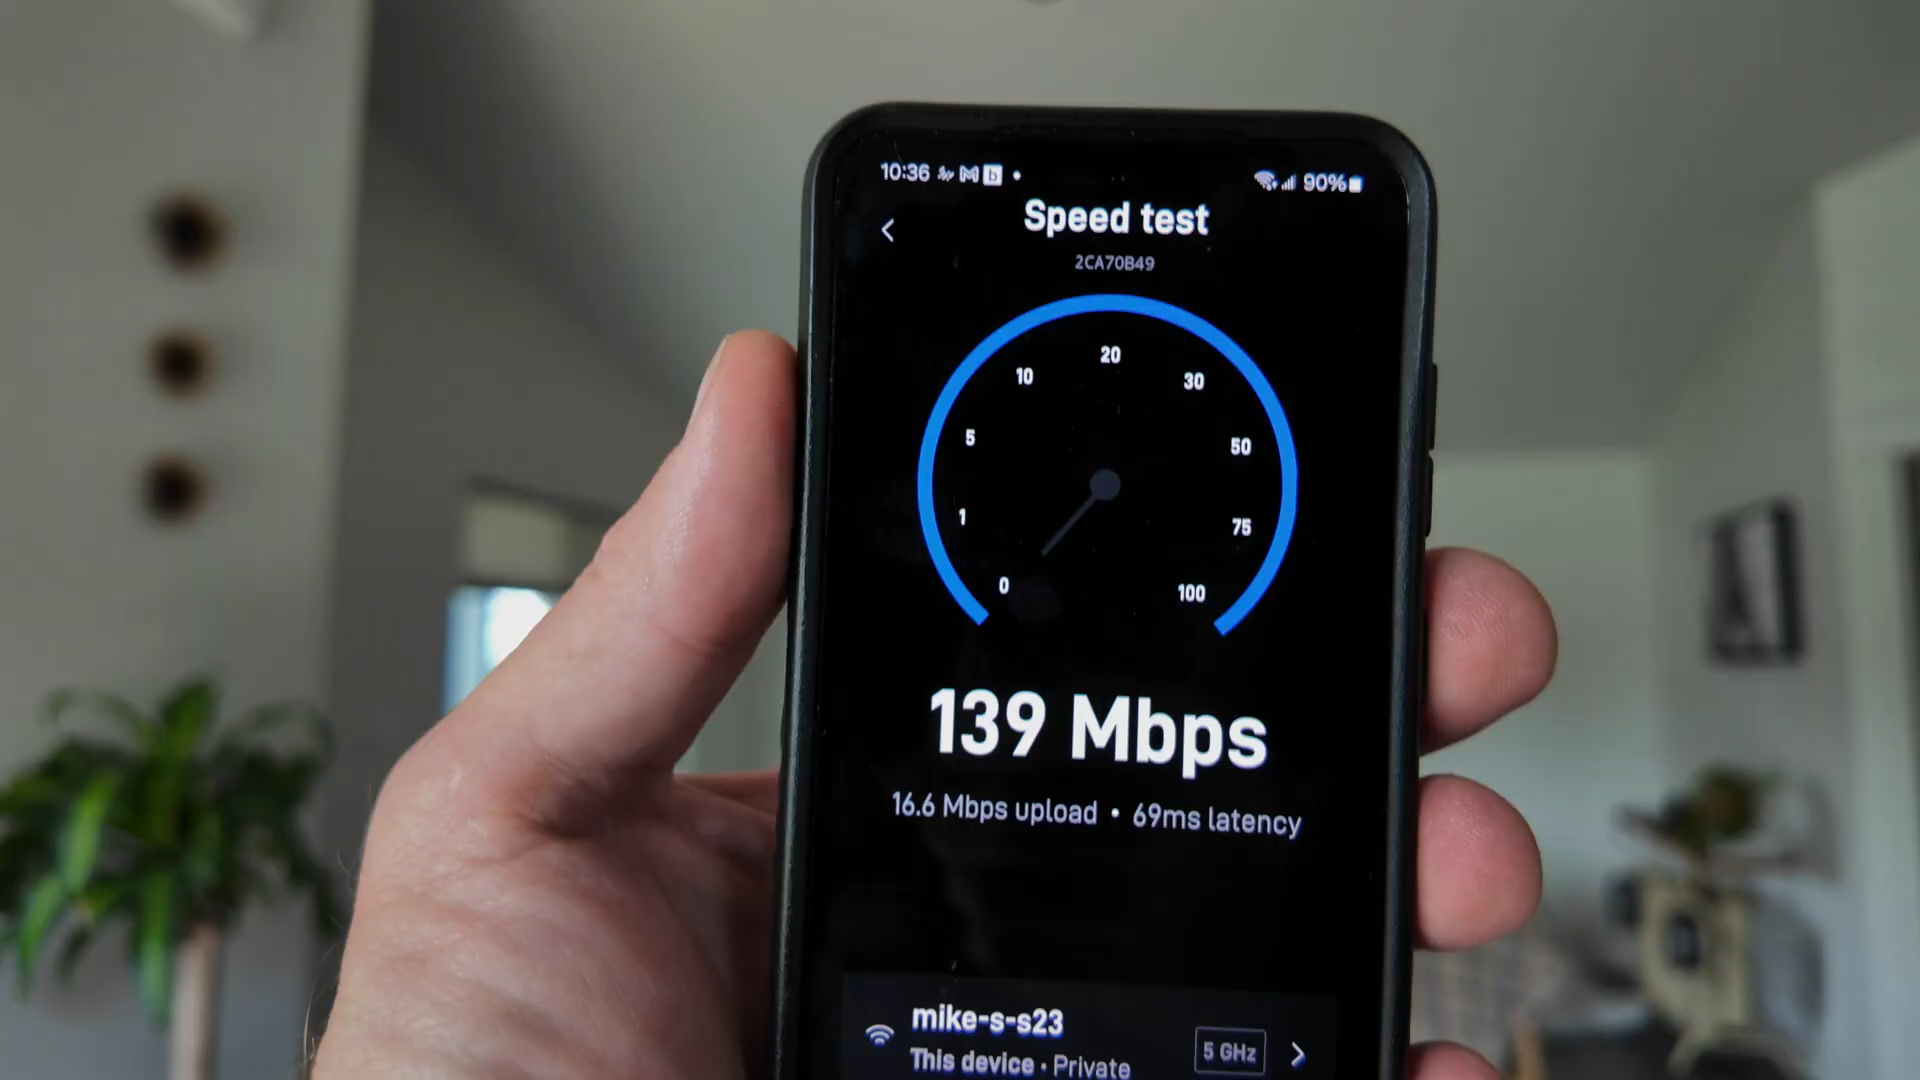 10:36 90%
Speed test
2CA70B49
20
10 30
5 50
1 75
0 100
139 Mbps
16.6 Mbps upload • 69ms latency
mike-s-s23
This device · Private
5 GHz